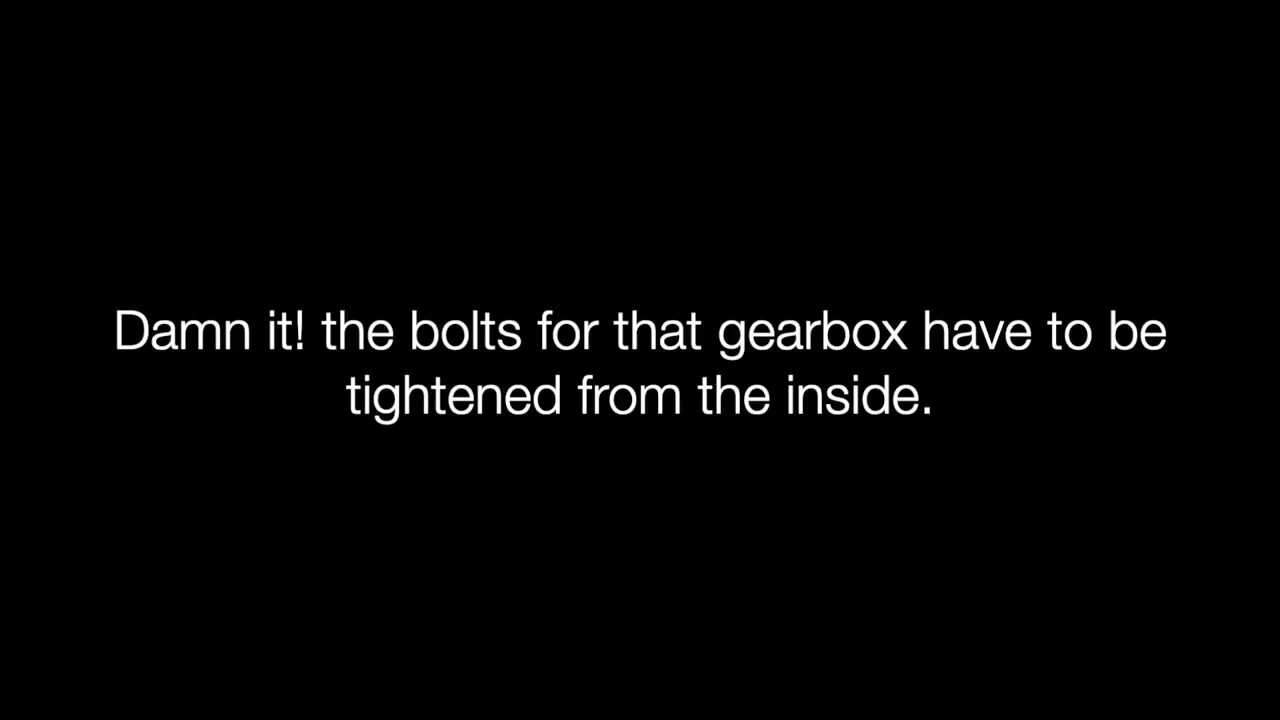 Damn it! the bolts for that gearbox have to be
tightened from the inside.